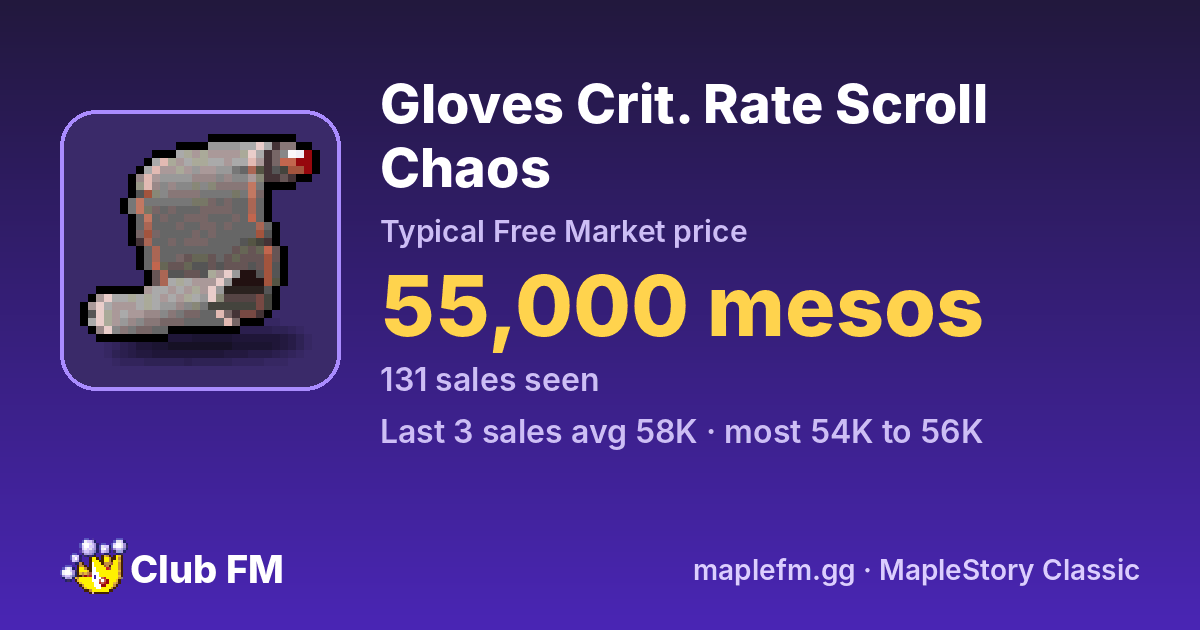 Gloves Crit. Rate Scroll
Chaos
Typical Free Market price
55,000 mesos
131 sales seen
Last 3 sales avg 58K · most 54K to 56K
Club FM
maplefm.gg · MapleStory Classic